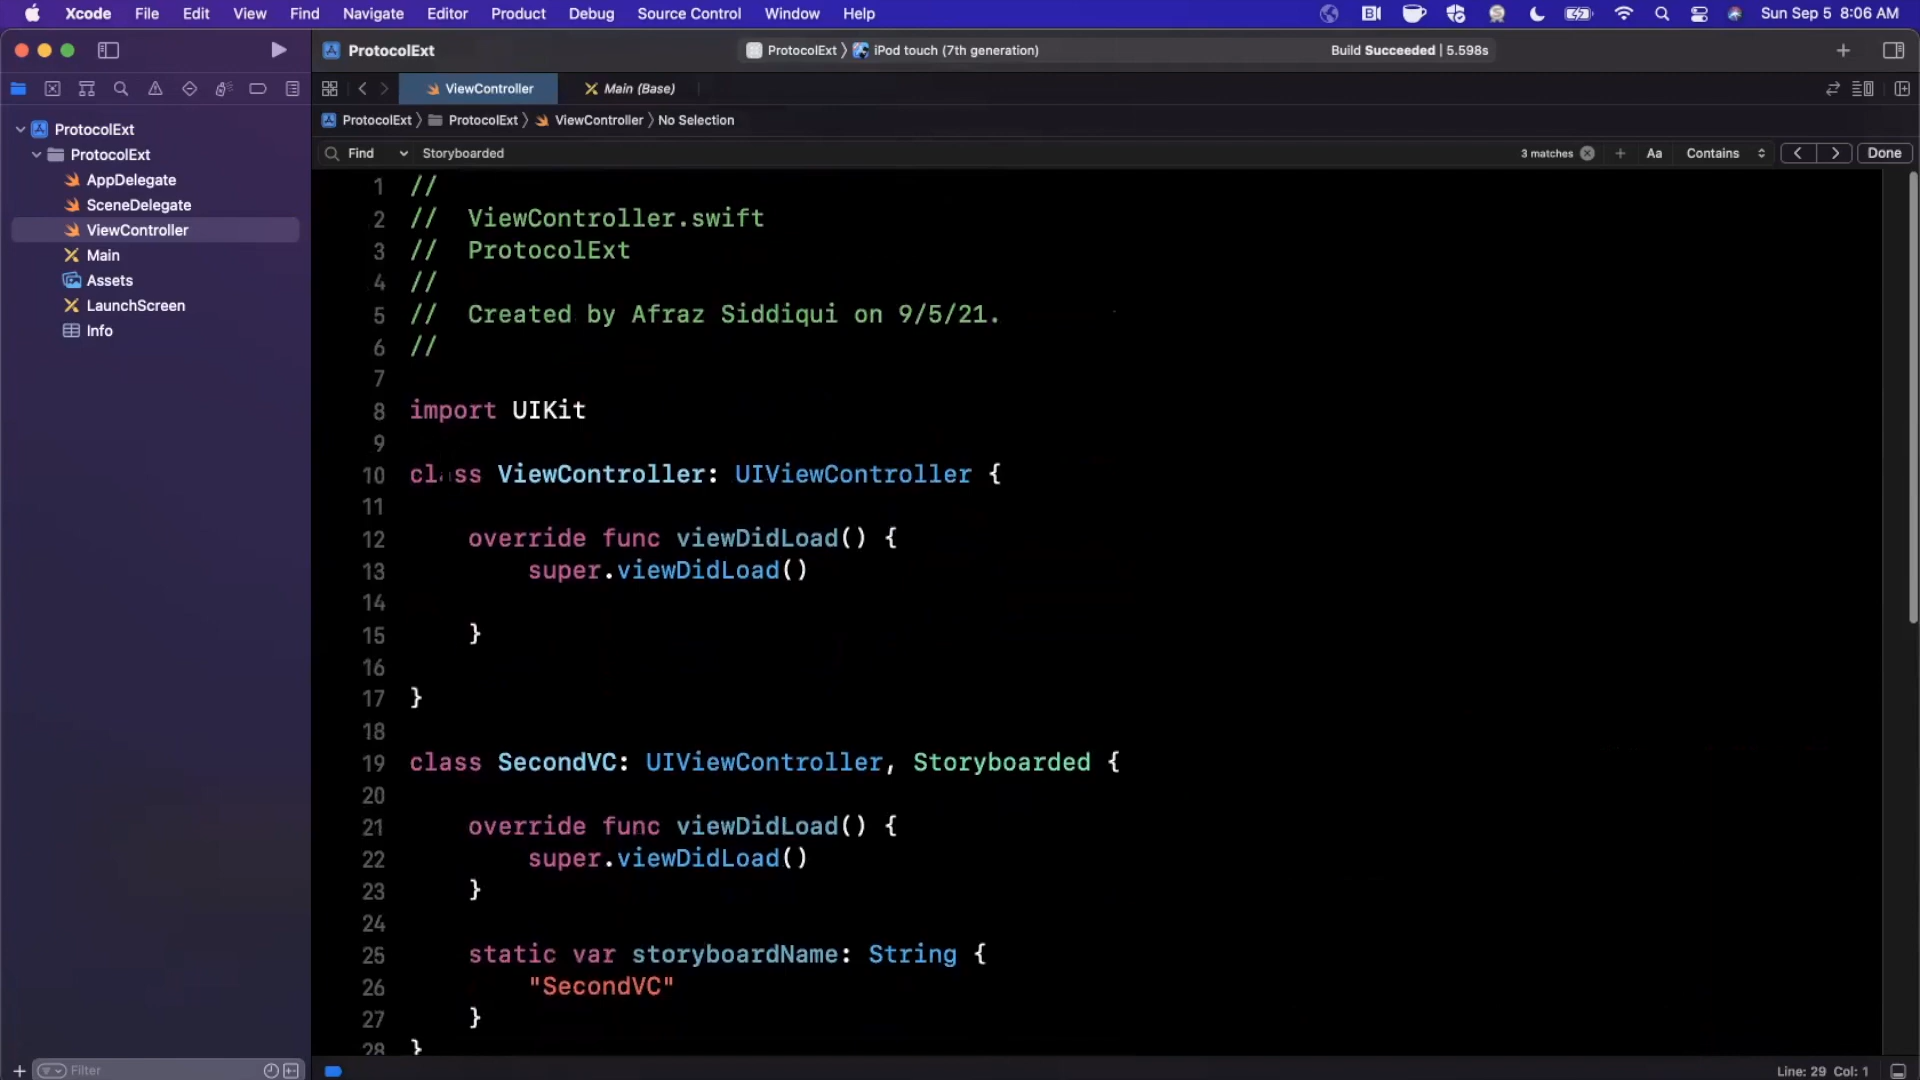 Xcode File Edit View Find Navigate Editor Product Debug Source Control Window Help Sun Sep 5 8:06 AM
ProtocolExt ProtocolExt iPod touch (7th generation) Build Succeeded | 5.598s
ViewController Main (Base)
ProtocolExt ProtocolExt ViewController No Selection
Find Storyboarded 3 matches Aa Contains Done
ProtocolExt
ProtocolExt
AppDelegate
SceneDelegate
ViewController
Main
Assets
LaunchScreen
Info
1 //
2 // ViewController.swift
3 // ProtocolExt
4 //
5 // Created by Afraz Siddiqui on 9/5/21.
6 //
7
8 import UIKit
9
10 class ViewController: UIViewController {
11
12 override func viewDidLoad() {
13 super.viewDidLoad()
14
15 }
16
17 }
18
19 class SecondVC: UIViewController, Storyboarded {
20
21 override func viewDidLoad() {
22 super.viewDidLoad()
23 }
24
25 static var storyboardName: String {
26 "SecondVC"
27 }
28 }
Filter
Line: 29 Col: 1